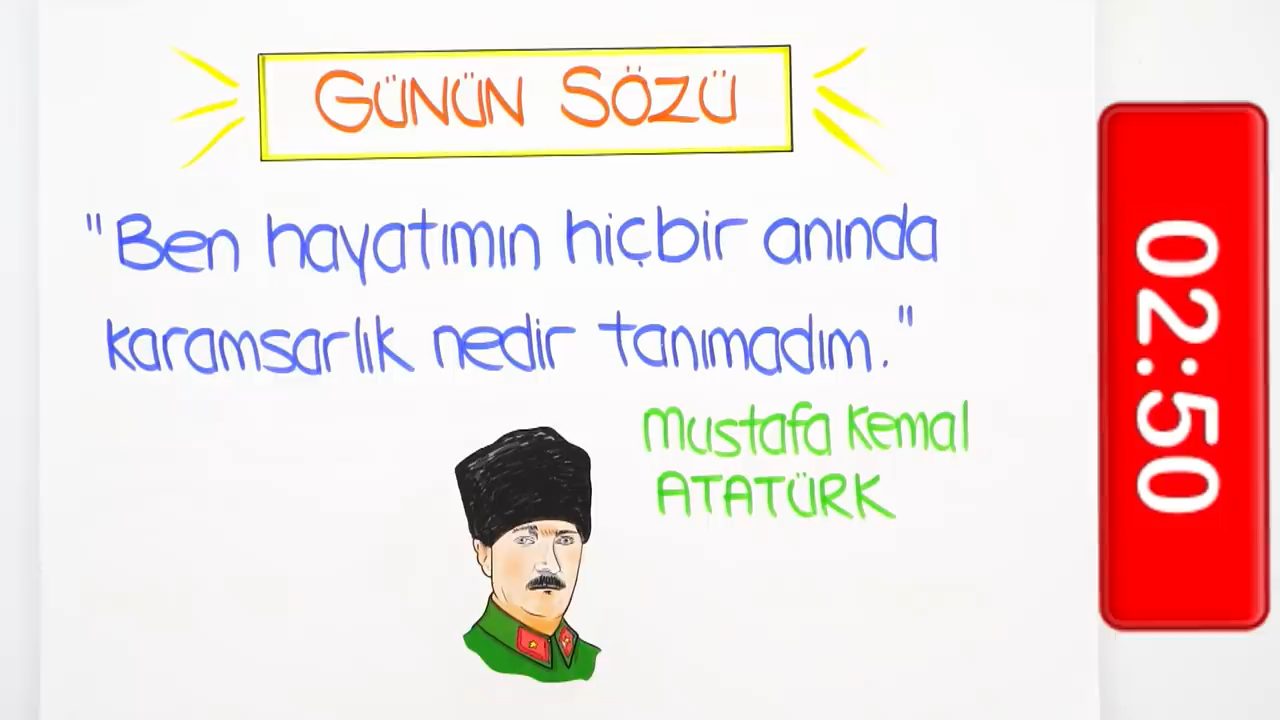 GÜNÜN SÖZÜ
"Ben hayatımın hiçbir anında
karamsarlık nedir tanımadım."
Mustafa Kemal
ATATÜRK
02:50